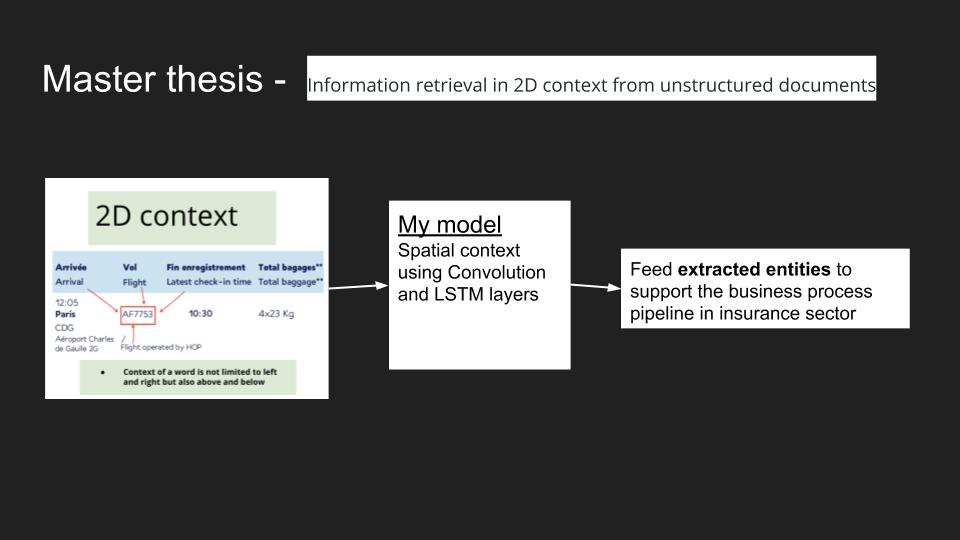 Master thesis - Information retrieval in 2D context from unstructured documents
2D context
Arrivée Vol Fin enregistrement Total bagages**
Arrival Flight Latest check-in time Total baggage**
12:05
Paris AF7753 10:30 4x23 Kg
CDG
Aéroport Charles /
de Gaulle 2G Flight operated by HOP
● Context of a word is not limited to left
and right but also above and below
My model
Spatial context
using Convolution
and LSTM layers
Feed extracted entities to
support the business process
pipeline in insurance sector